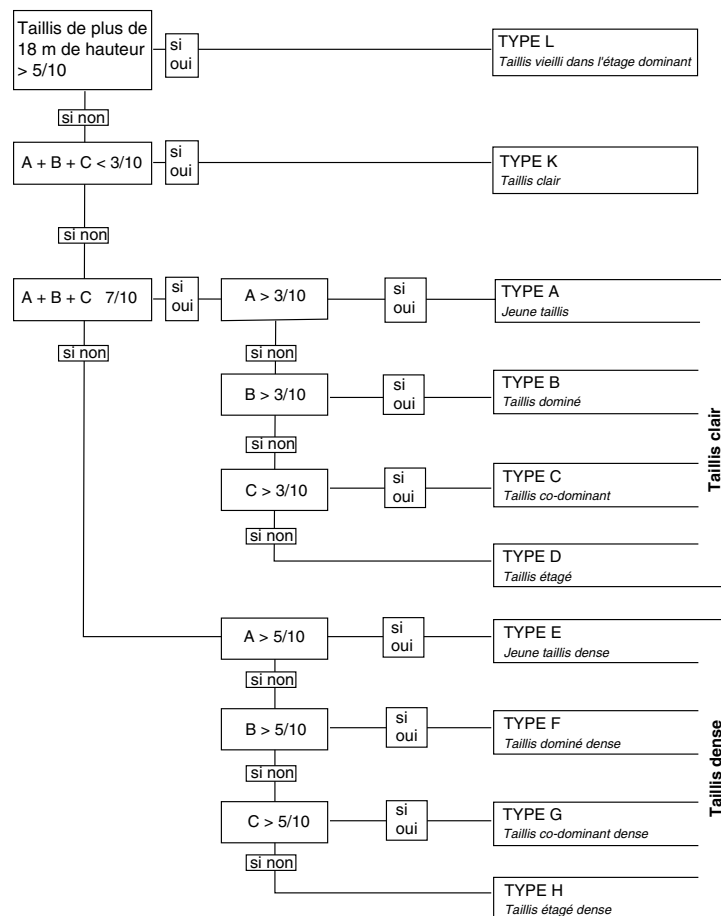 Taillis de plus de
18 m de hauteur
> 5/10
si
oui
TYPE L
Taillis vieilli dans l'étage dominant
si non
A + B + C < 3/10
si
oui
TYPE K
Taillis clair
si non
A + B + C 7/10
si
oui
A > 3/10
si
oui
TYPE A
Jeune taillis
si non
si non
B > 3/10
si
oui
TYPE B
Taillis dominé
si non
C > 3/10
si
oui
TYPE C
Taillis co-dominant
si non
TYPE D
Taillis étagé
Taillis clair
A > 5/10
si
oui
TYPE E
Jeune taillis dense
si non
B > 5/10
si
oui
TYPE F
Taillis dominé dense
si non
C > 5/10
si
oui
TYPE G
Taillis co-dominant dense
si non
TYPE H
Taillis étagé dense
Taillis dense